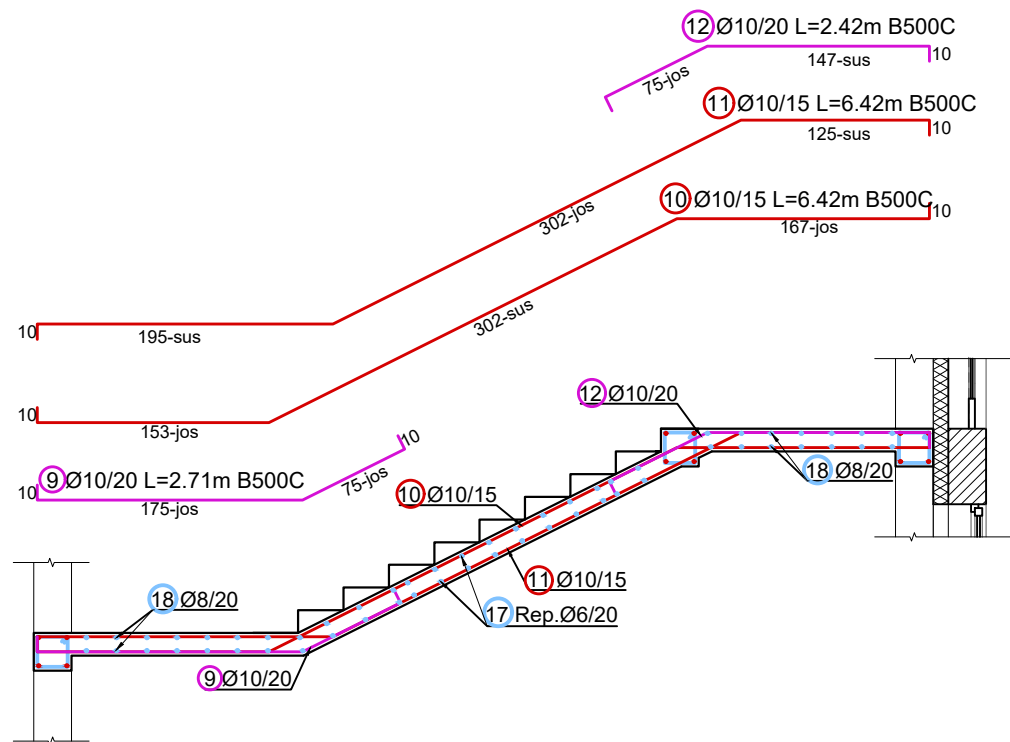 12 Ø10/20 L=2.42m B500C
10
147-sus
75-jos
11 Ø10/15 L=6.42m B500C
10
125-sus
302-jos
10 Ø10/15 L=6.42m B500C
10
167-jos
10
195-sus
302-sus
10
153-jos
12 Ø10/20
10
9 Ø10/20 L=2.71m B500C
10
75-jos
175-jos
18 Ø8/20
10 Ø10/15
11 Ø10/15
18 Ø8/20
17 Rep.Ø6/20
9 Ø10/20